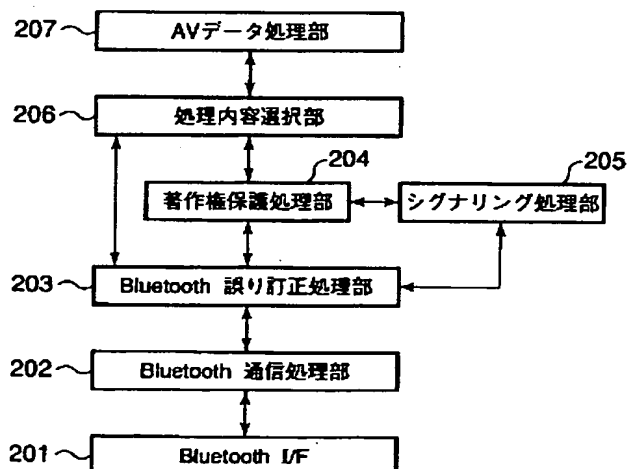 207 AVデータ処理部
206 処理内容選択部
204
205
著作権保護処理部
シグナリング処理部
203 Bluetooth 誤り訂正処理部
202 Bluetooth 通信処理部
201 Bluetooth I/F